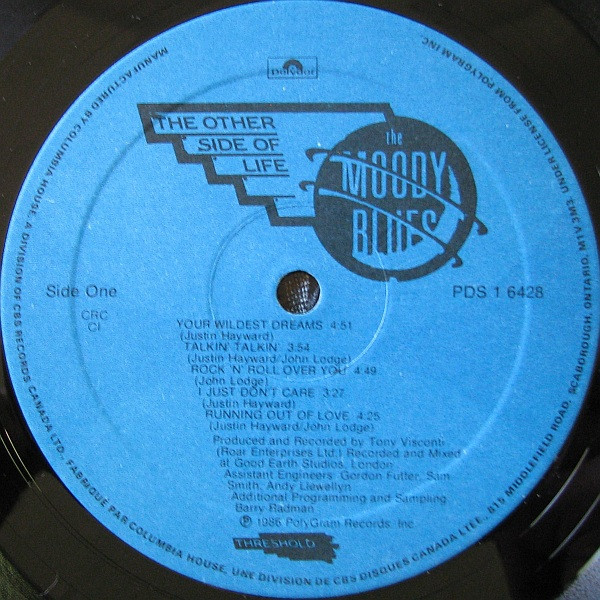 Polydor
THE OTHER
SIDE OF
LIFE
the
MOODY
BLUES
Side One
PDS 1 6428
CRC
CI
YOUR WILDEST DREAMS 4:51
(Justin Hayward)
TALKIN' TALKIN' 3:54
(Justin Hayward/John Lodge)
ROCK 'N' ROLL OVER YOU 4:49
(John Lodge)
I JUST DON'T CARE 3:27
(Justin Hayward)
RUNNING OUT OF LOVE 4:25
(Justin Hayward/John Lodge)
Produced and Recorded by Tony Visconti
(Roar Enterprises Ltd.) Recorded and Mixed
at Good Earth Studios, London
Assistant Engineers: Gordon Futter, Sam
Smith, Andy Llewellyn
Additional Programming and Sampling
Barry Radman
Ⓟ 1986 PolyGram Records, Inc.
THRESHOLD
MANUFACTURED BY COLUMBIA HOUSE, A DIVISION OF CBS RECORDS CANADA LTD. - FABRIQUE PAR COLUMBIA HOUSE, UNE DIVISION DE CBS DISQUES CANADA LTEE., 815 MIDDLEFIELD ROAD, SCABOROUGH, ONTARIO, M1V 3M3, UNDER LICENSE FROM POLYGRAM INC.